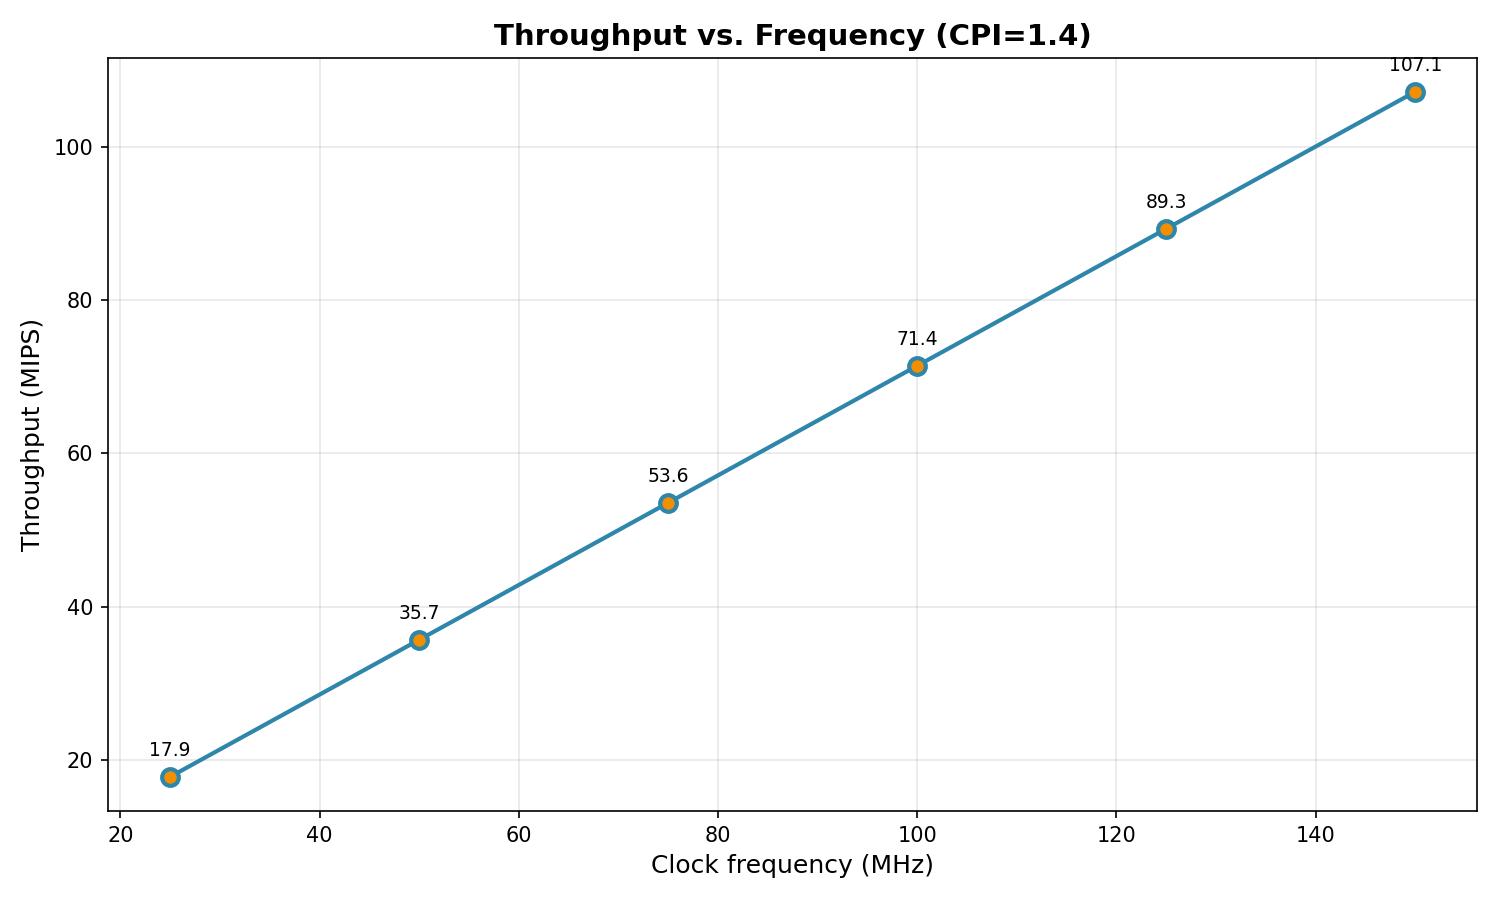 Throughput vs. Frequency (CPI=1.4)
107.1
100
89.3
80
71.4
60
53.6
40
35.7
20
17.9
Throughput (MIPS)
20 40 60 80 100 120 140
Clock frequency (MHz)